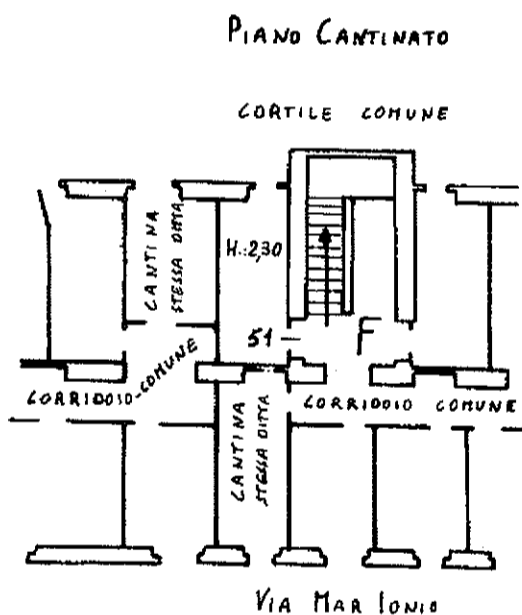 PIANO CANTINATO
CORTILE COMUNE
CANTINA
STESSA DITTA
H.:2,30
51
F
CORRIDOIO-COMUNE
CORRIDOIO COMUNE
CANTINA
STESSA DITTA
VIA MAR IONIO